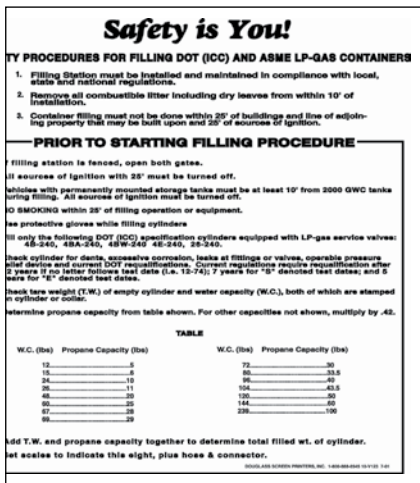 Safety is You!
TY PROCEDURES FOR FILLING DOT (ICC) AND ASME LP-GAS CONTAINERS
1. Filling Station must be installed and maintained in compliance with local,
state and national regulations.
2. Remove all combustible litter including dry leaves from within 10' of
installation.
3. Container filling must not be done within 25' of buildings and line of adjoin-
ing property that may be built upon and 25' of sources of ignition.
PRIOR TO STARTING FILLING PROCEDURE
f filling station is fenced, open both gates.
ll sources of ignition with 25' must be turned off.
ehicles with permanently mounted storage tanks must be at least 10' from 2000 GWC tanks
uring filling. All sources of ignition must be turned off.
O SMOKING within 25' of filling operation or equipment.
se protective gloves while filling cylinders
ill only the following DOT (ICC) specification cylinders equipped with LP-gas service valves:
4B-240, 4BA-240, 4BW-240 4E-240, 25-240.
heck cylinder for dents, excessive corrosion, leaks at fittings or valves, operable pressure
elief device and current DOT requalifications. Current regulations require requalification after
2 years if no letter follows test date (i.e. 12-74); 7 years for "S" denoted test dates; and 5
ears for "E" denoted test dates.
heck tare weight (T.W.) of empty cylinder and water capacity (W.C.), both of which are stamped
n cylinder or collar.
etermine propane capacity from table shown. For other capacities not shown, multiply by .42.
TABLE
W.C. (lbs) Propane Capacity (lbs) W.C. (lbs) Propane Capacity (lbs)
12 5 72 30
15 6 80 33.5
24 10 96 40
26 11 104 43.5
48 20 120 50
60 25 144 60
67 28 239 100
69 29
dd T.W. and propane capacity together to determine total filled wt. of cylinder.
et scales to indicate this eight, plus hose & connector.
DOUGLASS SCREEN PRINTERS, INC.